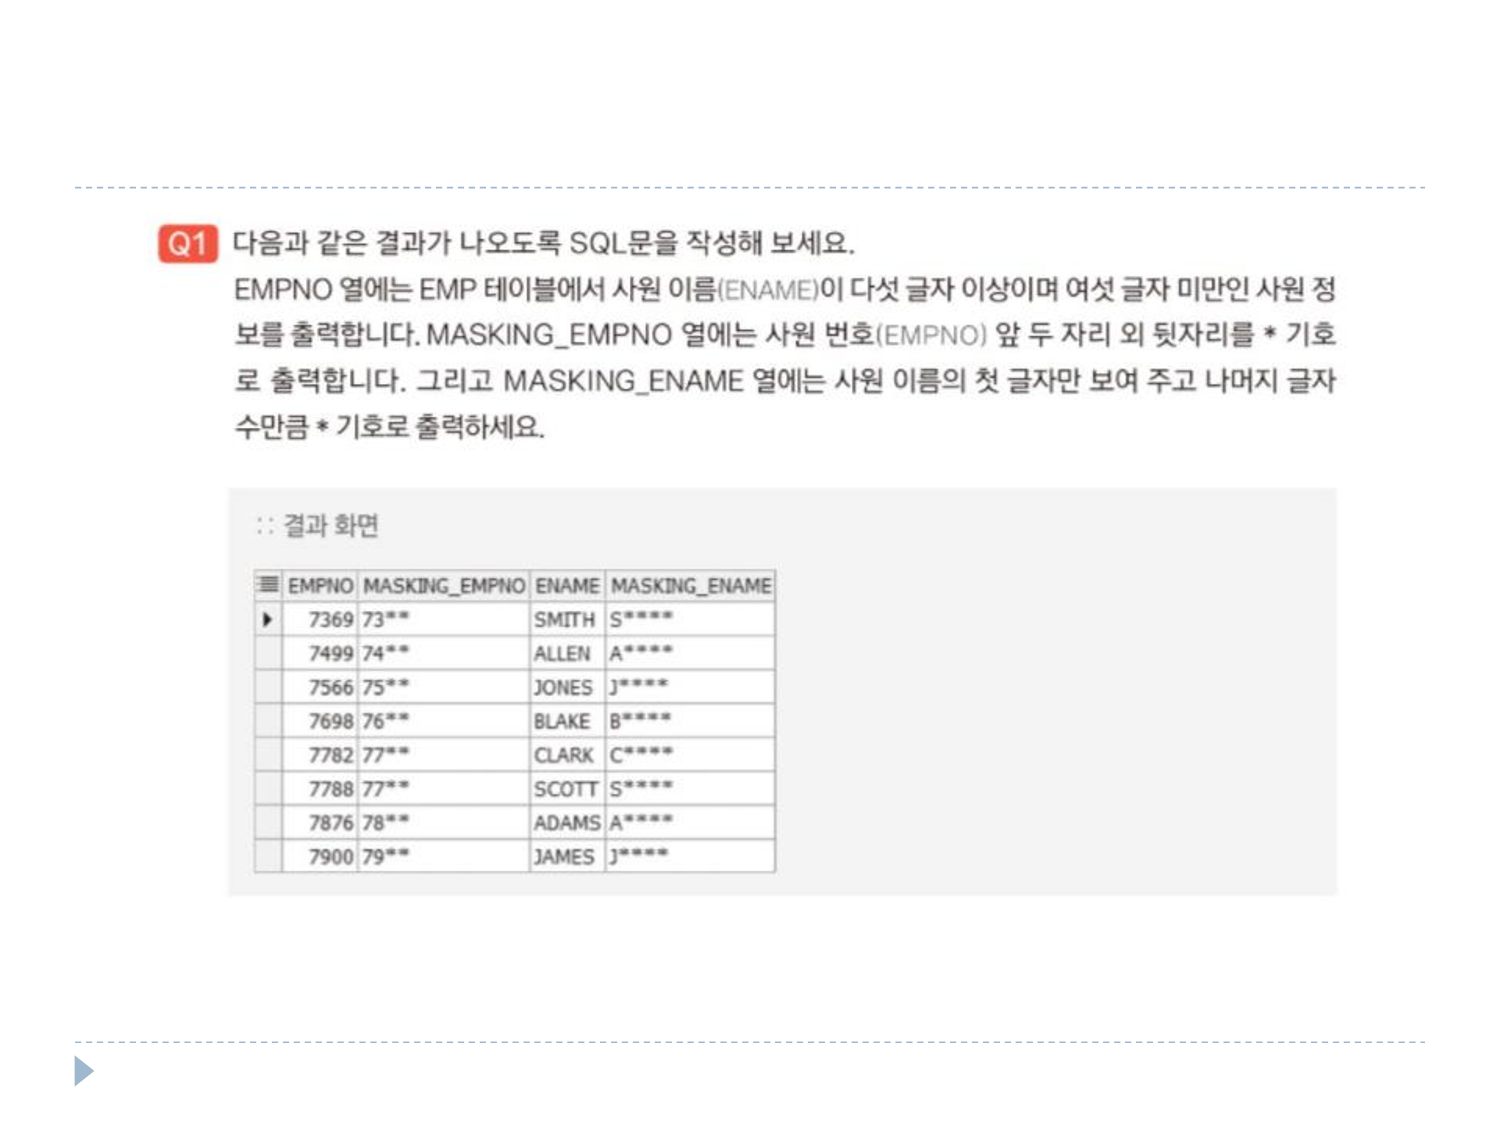 Q1 다음과 같은 결과가 나오도록 SQL문을 작성해 보세요.
EMPNO 열에는 EMP 테이블에서 사원 이름(ENAME)이 다섯 글자 이상이며 여섯 글자 미만인 사원 정
보를 출력합니다. MASKING_EMPNO 열에는 사원 번호(EMPNO) 앞 두 자리 외 뒷자리를 * 기호
로 출력합니다. 그리고 MASKING_ENAME 열에는 사원 이름의 첫 글자만 보여 주고 나머지 글자
수만큼 * 기호로 출력하세요.
:: 결과 화면
EMPNO MASKING_EMPNO ENAME MASKING_ENAME
7369 73** SMITH S****
7499 74** ALLEN A****
7566 75** JONES J****
7698 76** BLAKE B****
7782 77** CLARK C****
7788 77** SCOTT S****
7876 78** ADAMS A****
7900 79** JAMES J****